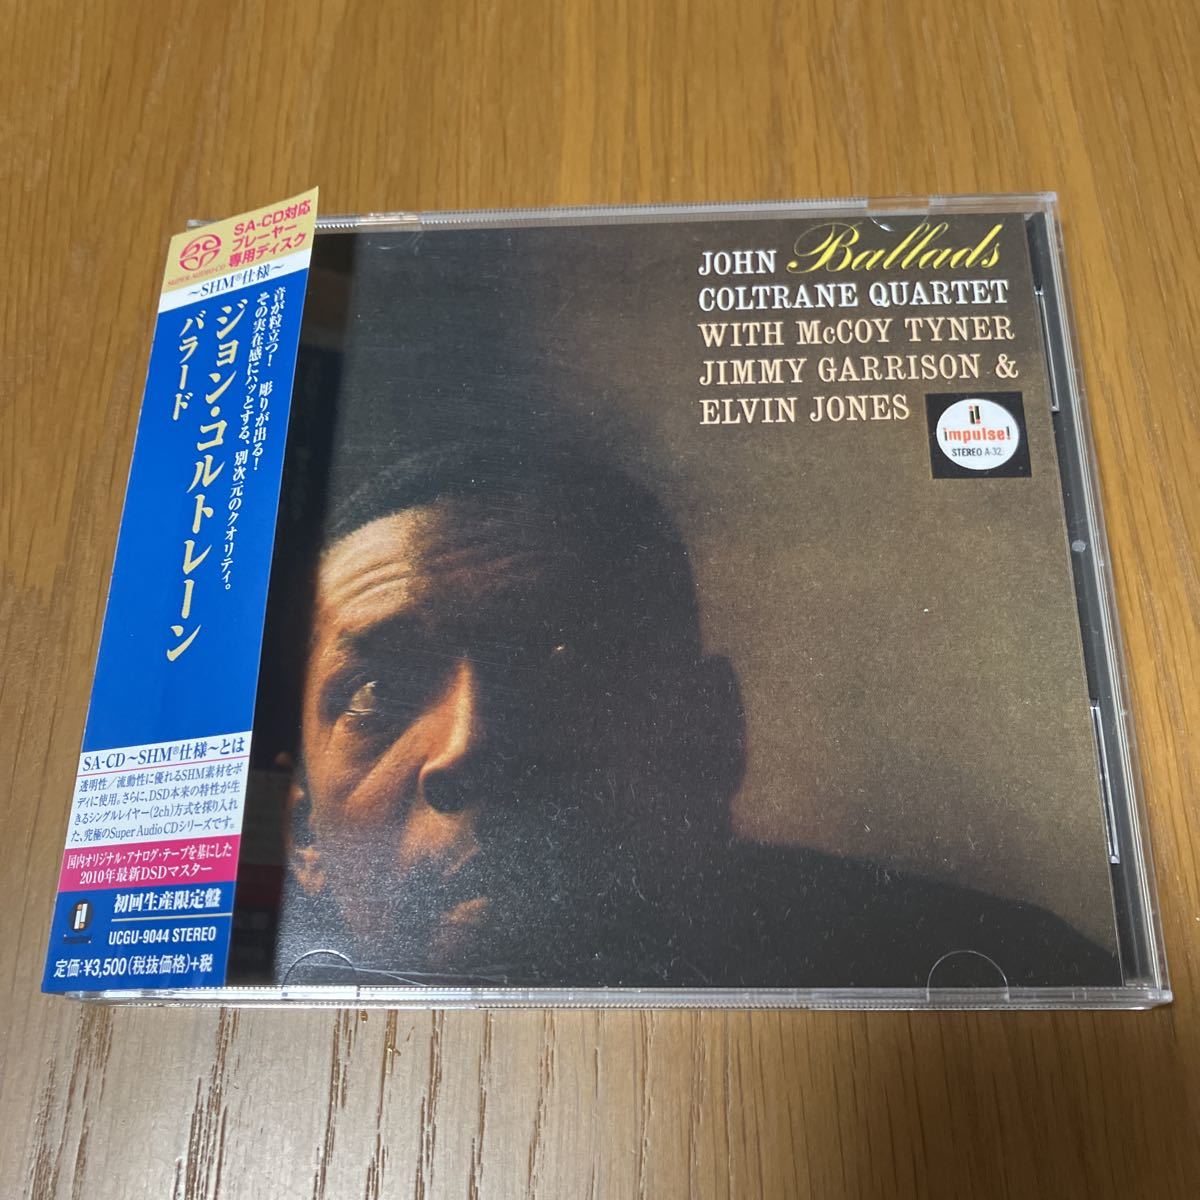 SUPER AUDIO CD
SA-CD対応
プレーヤー
専用ディスク
～SHM®仕様～
音が粒立つ! 彫りが出る!
その実在感にハッとする、別次元のクオリティ。
ジョン・コルトレーン
バラード
SA-CD～SHM®仕様～とは
透明性／流動性に優れるSHM素材をボ
ディに使用。さらに、DSD本来の特性が生
きるシングルレイヤー(2ch)方式を採り入れ
た、究極のSuper Audio CDシリーズです。
国内オリジナル・アナログ・テープを基にした
2010年最新DSDマスター
初回生産限定盤
impulse!
UCGU-9044 STEREO
定価:¥3,500(税抜価格)+税
JOHN Ballads
COLTRANE QUARTET
WITH McCOY TYNER
JIMMY GARRISON &
ELVIN JONES
impulse!
STEREO A-32